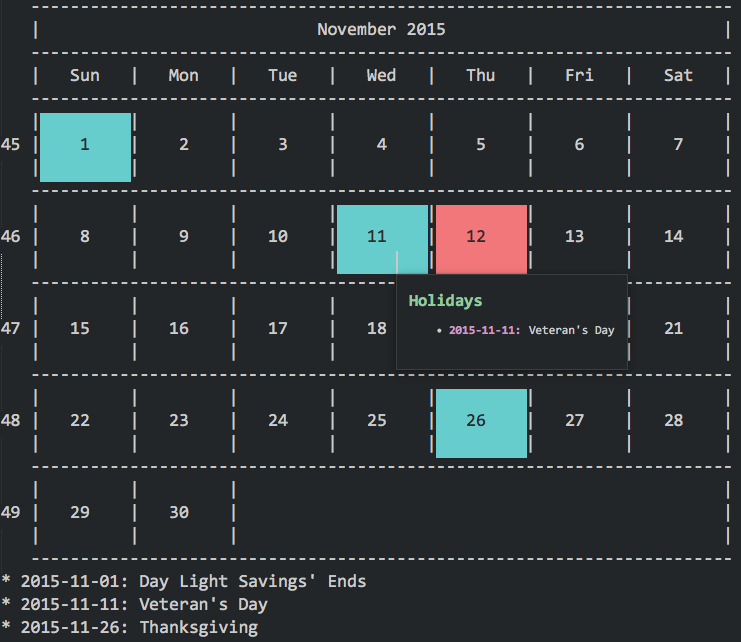 November 2015
Sun Mon Tue Wed Thu Fri Sat
45 1 2 3 4 5 6 7
46 8 9 10 11 12 13 14
Holidays
47 15 16 17 18 21
• 2015-11-11: Veteran's Day
48 22 23 24 25 26 27 28
49 29 30
* 2015-11-01: Day Light Savings' Ends
* 2015-11-11: Veteran's Day
* 2015-11-26: Thanksgiving